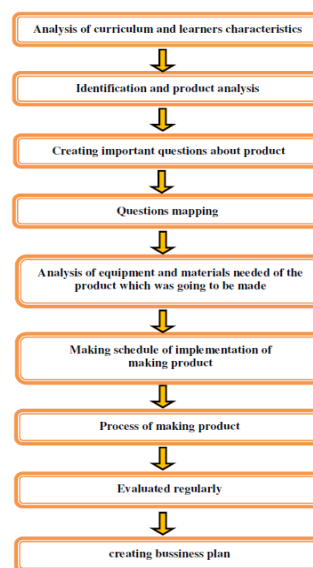 Analysis of curriculum and learners characteristics
Identification and product analysis
Creating important questions about product
Questions mapping
Analysis of equipment and materials needed of the
product which was going to be made
Making schedule of implementation of
making product
Process of making product
Evaluated regularly
creating bussiness plan